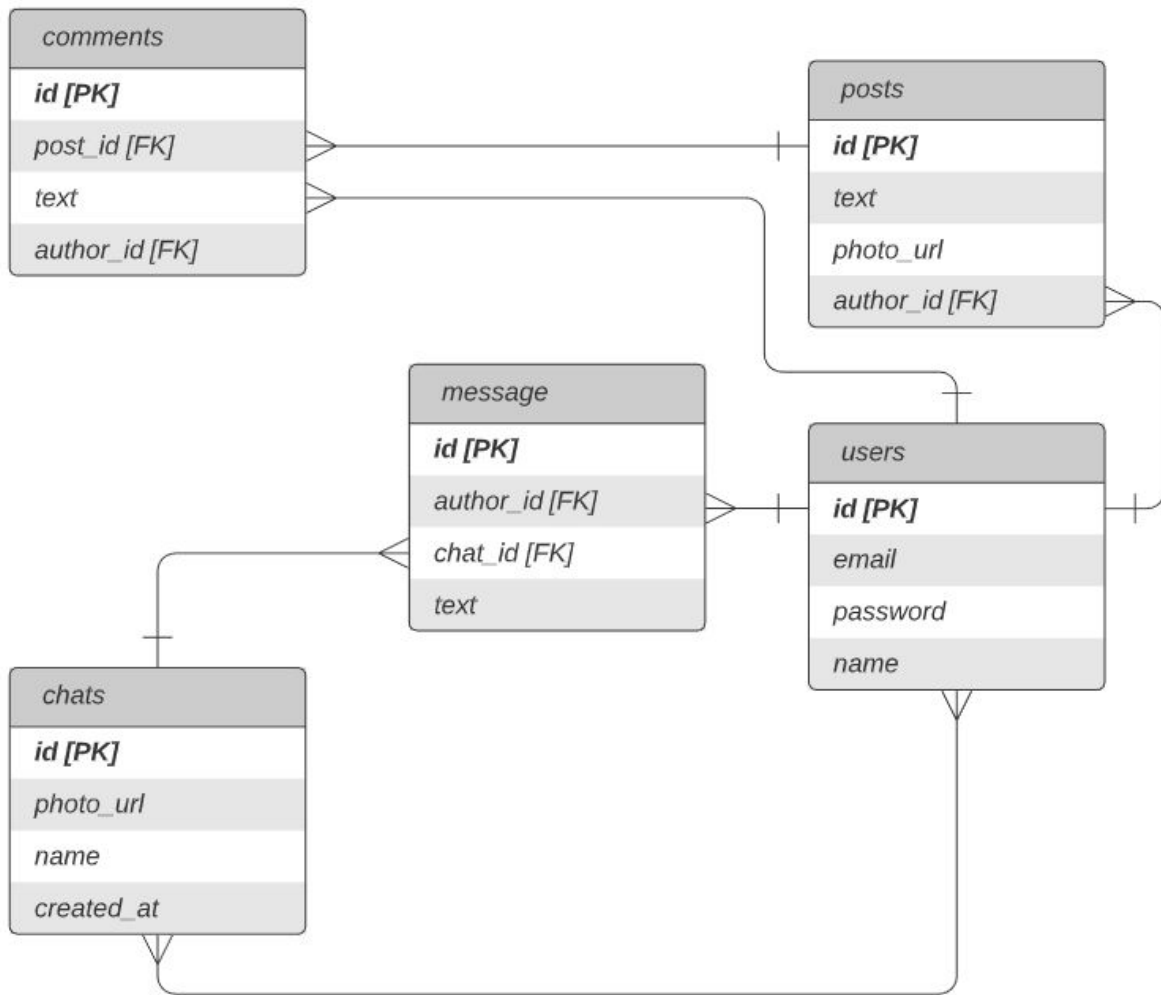 comments
id [PK]
post_id [FK]
text
author_id [FK]
posts
id [PK]
text
photo_url
author_id [FK]
message
id [PK]
author_id [FK]
chat_id [FK]
text
users
id [PK]
email
password
name
chats
id [PK]
photo_url
name
created_at